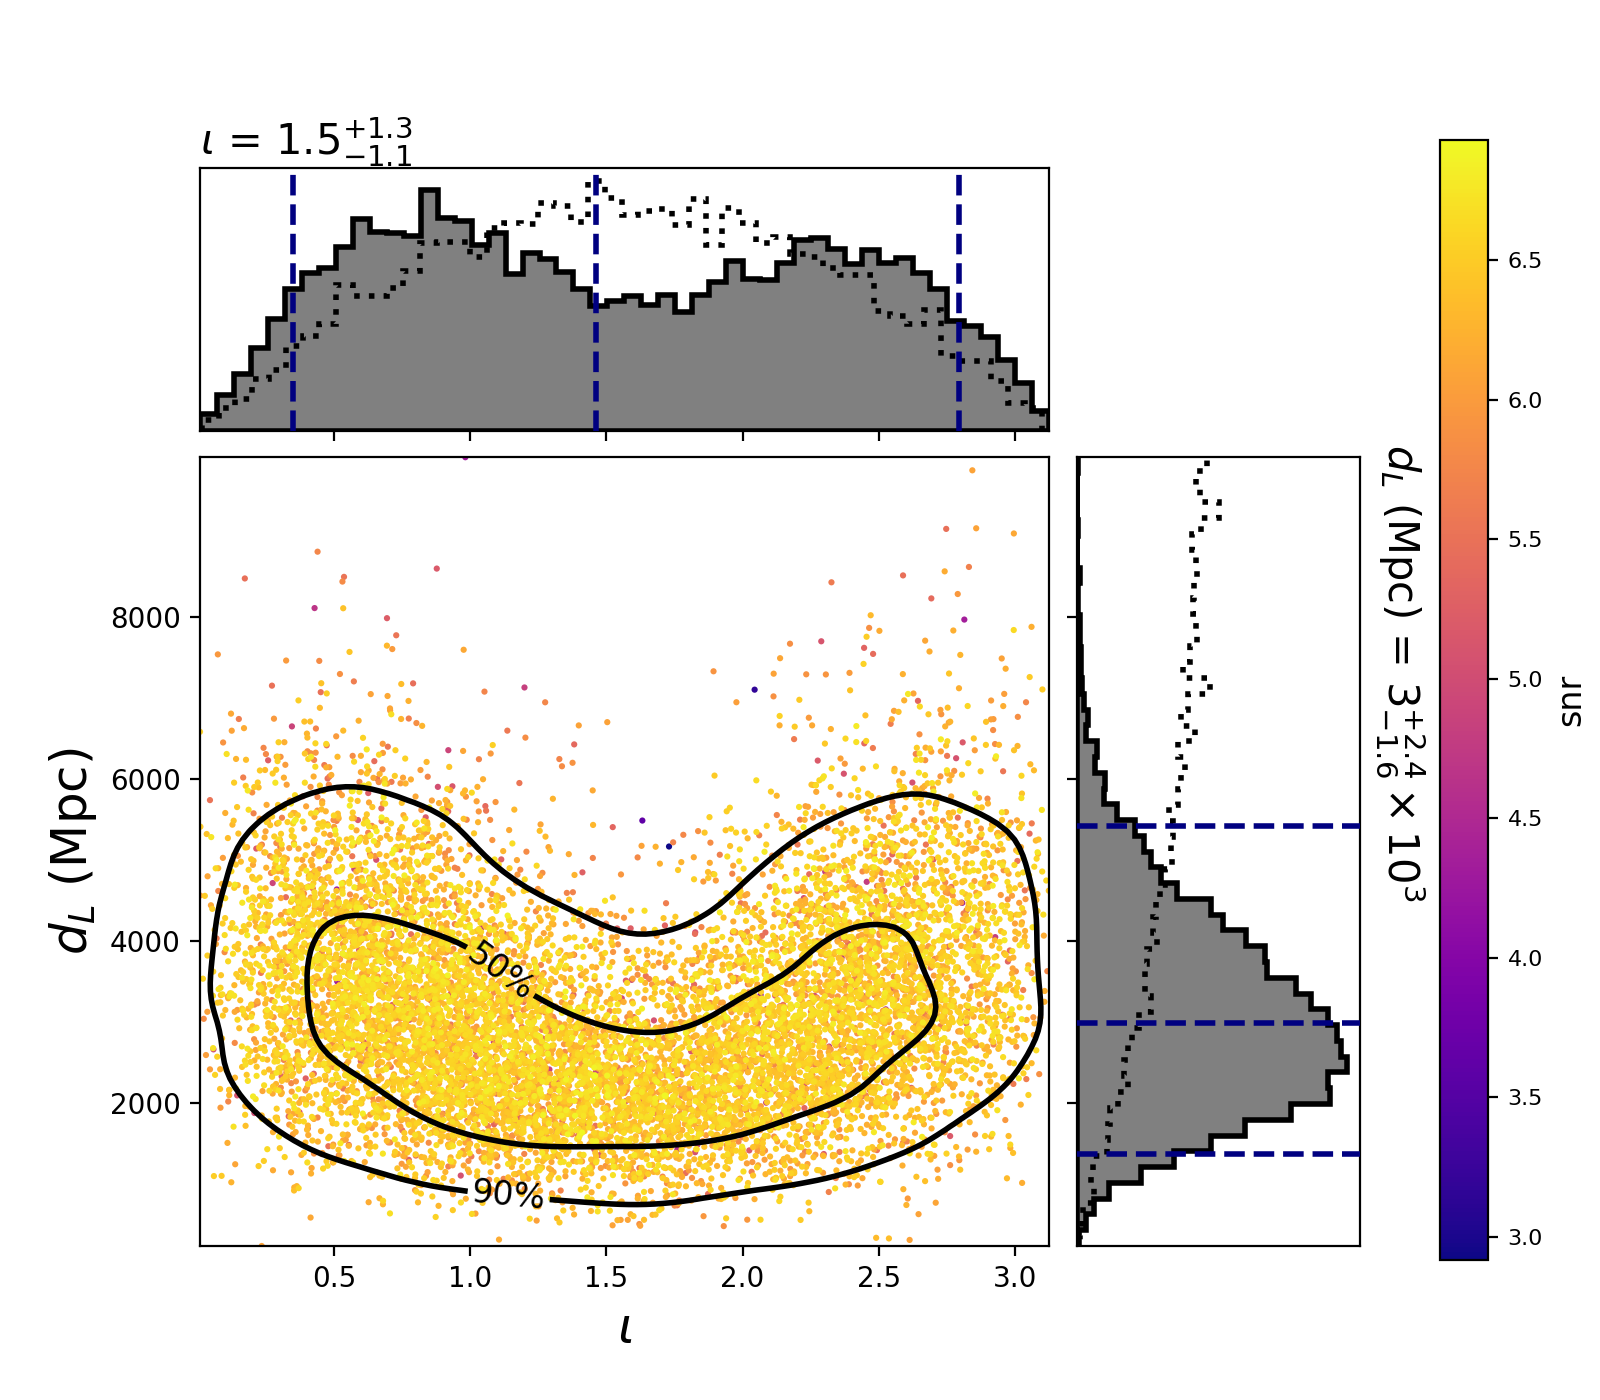 ι = 1.5^{+1.3}_{-1.1}
d_L (Mpc) = 3^{+2.4}_{-1.6} × 10^3
50%
90%
8000
6000
4000
2000
d_L (Mpc)
0.5 1.0 1.5 2.0 2.5 3.0
ι
6.5
6.0
5.5
5.0
4.5
4.0
3.5
3.0
snr